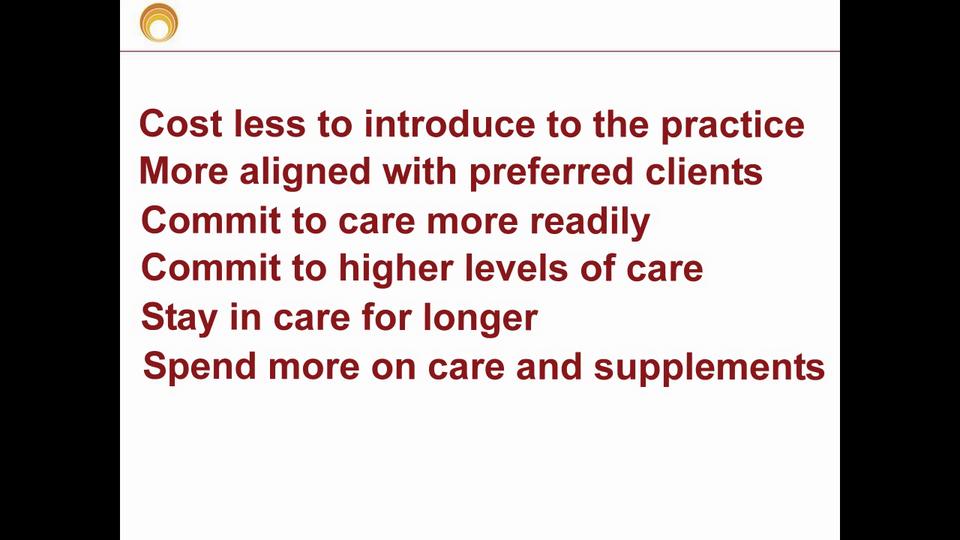 Cost less to introduce to the practice
More aligned with preferred clients
Commit to care more readily
Commit to higher levels of care
Stay in care for longer
Spend more on care and supplements